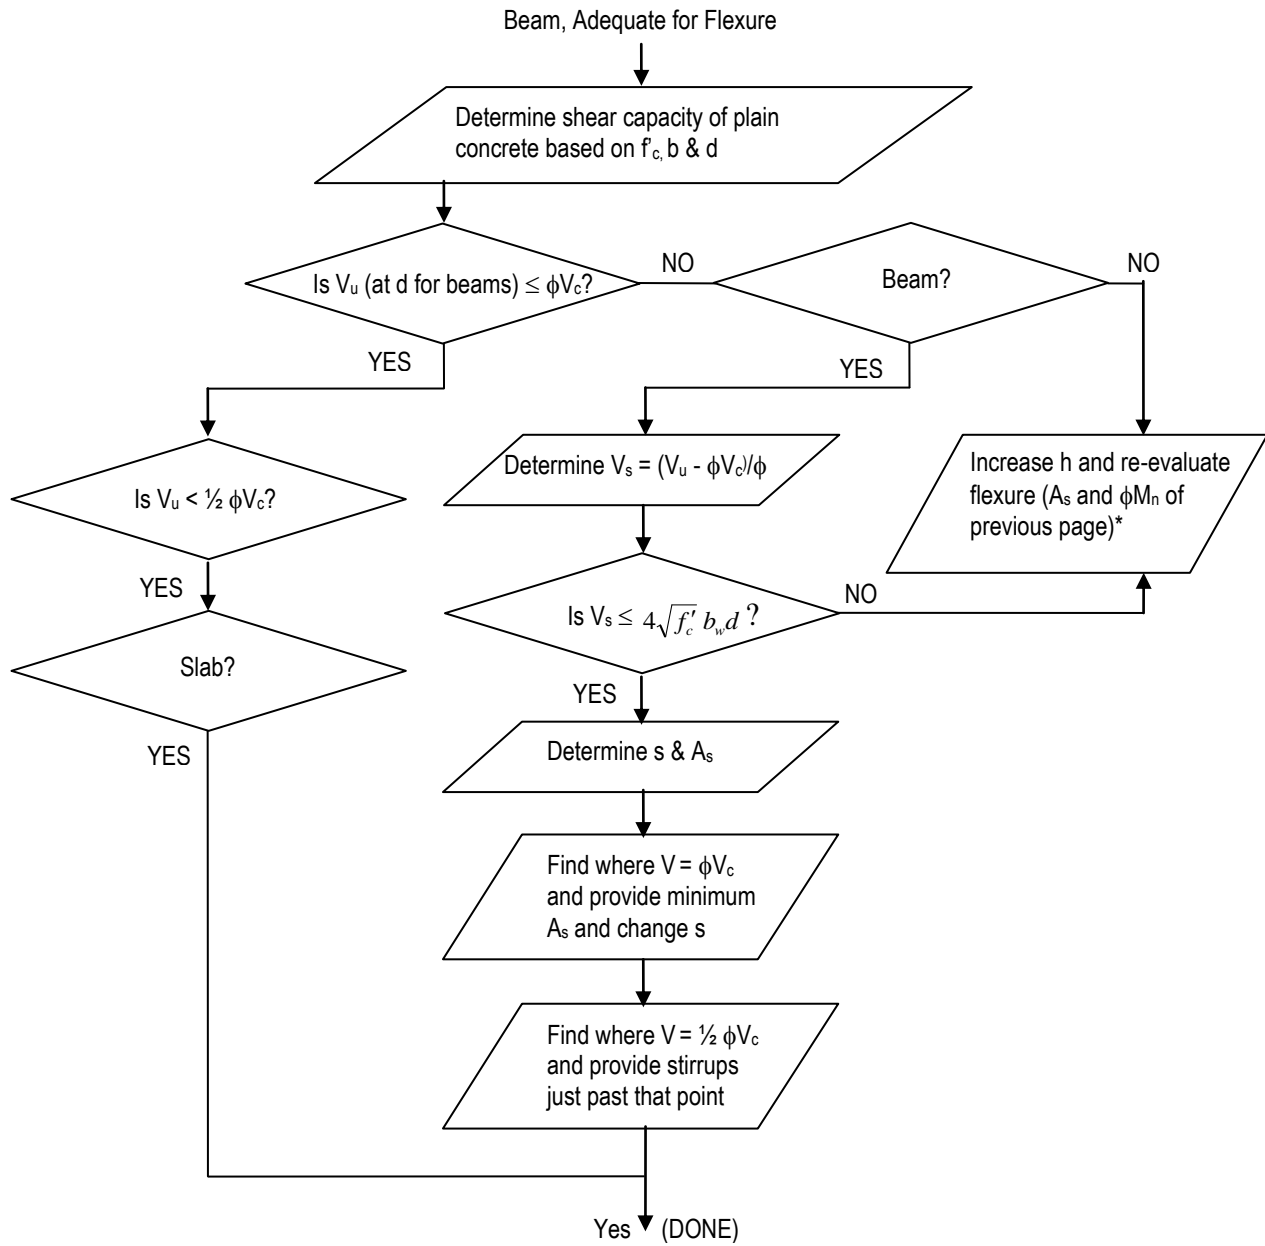 Beam, Adequate for Flexure
Determine shear capacity of plain
concrete based on f'c, b & d
Is Vu (at d for beams) ≤ ϕVc?
NO
Beam?
NO
YES
YES
Is Vu < ½ ϕVc?
Determine Vs = (Vu - ϕVc)/ϕ
Increase h and re-evaluate
flexure (As and ϕMn of
previous page)*
YES
Is Vs ≤ 4√f′c bwd ?
NO
Slab?
YES
YES
Determine s & As
Find where V = ϕVc
and provide minimum
As and change s
Find where V = ½ ϕVc
and provide stirrups
just past that point
Yes (DONE)